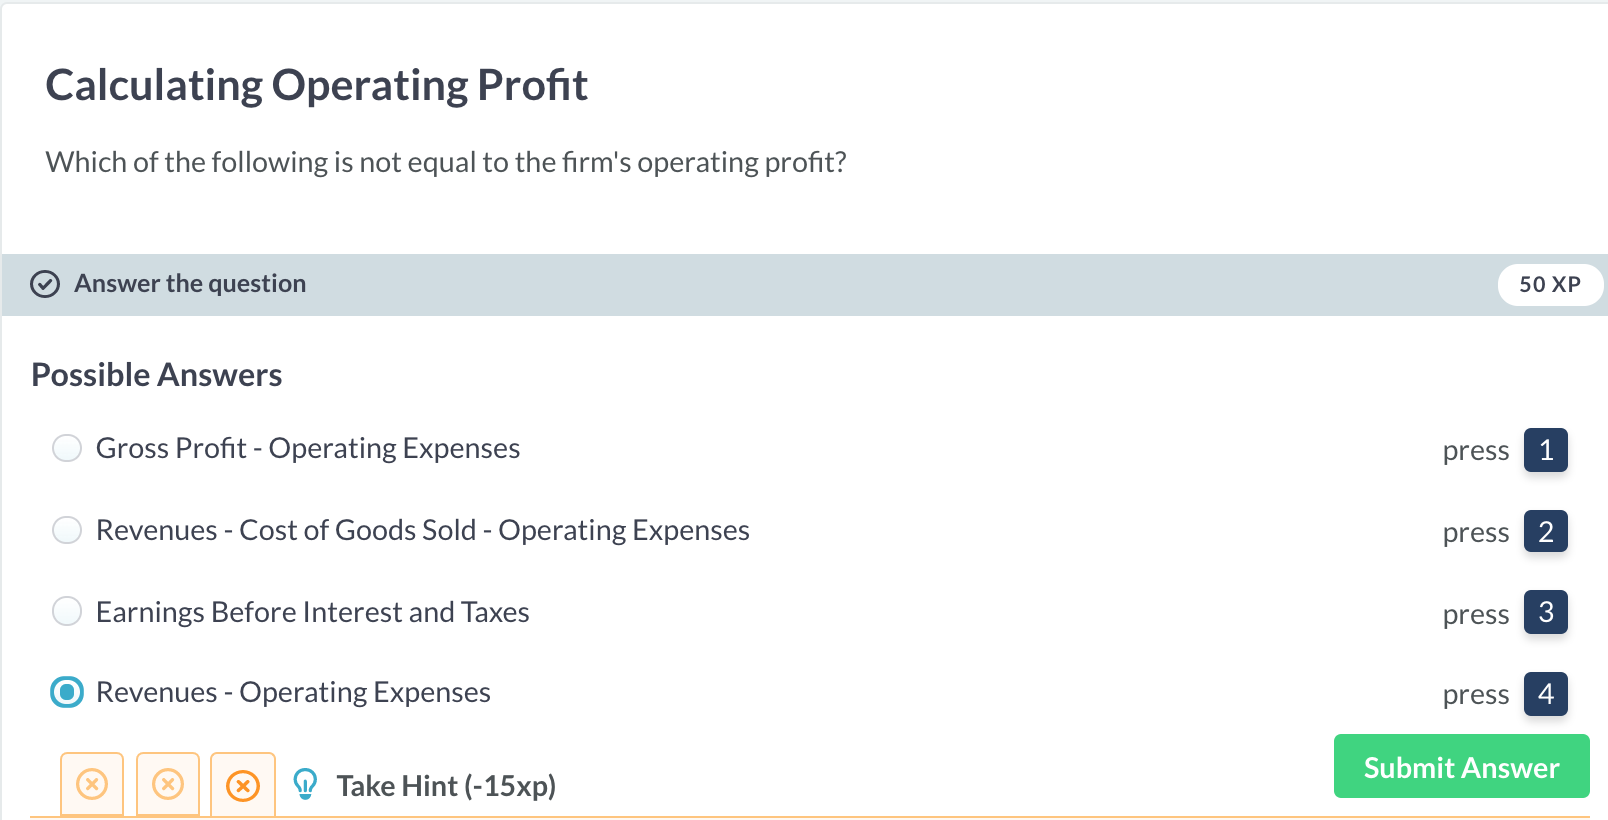 Calculating Operating Profit
Which of the following is not equal to the firm's operating profit?
Answer the question
50 XP
Possible Answers
Gross Profit - Operating Expenses press 1
Revenues - Cost of Goods Sold - Operating Expenses press 2
Earnings Before Interest and Taxes press 3
Revenues - Operating Expenses press 4
Take Hint (-15xp)
Submit Answer